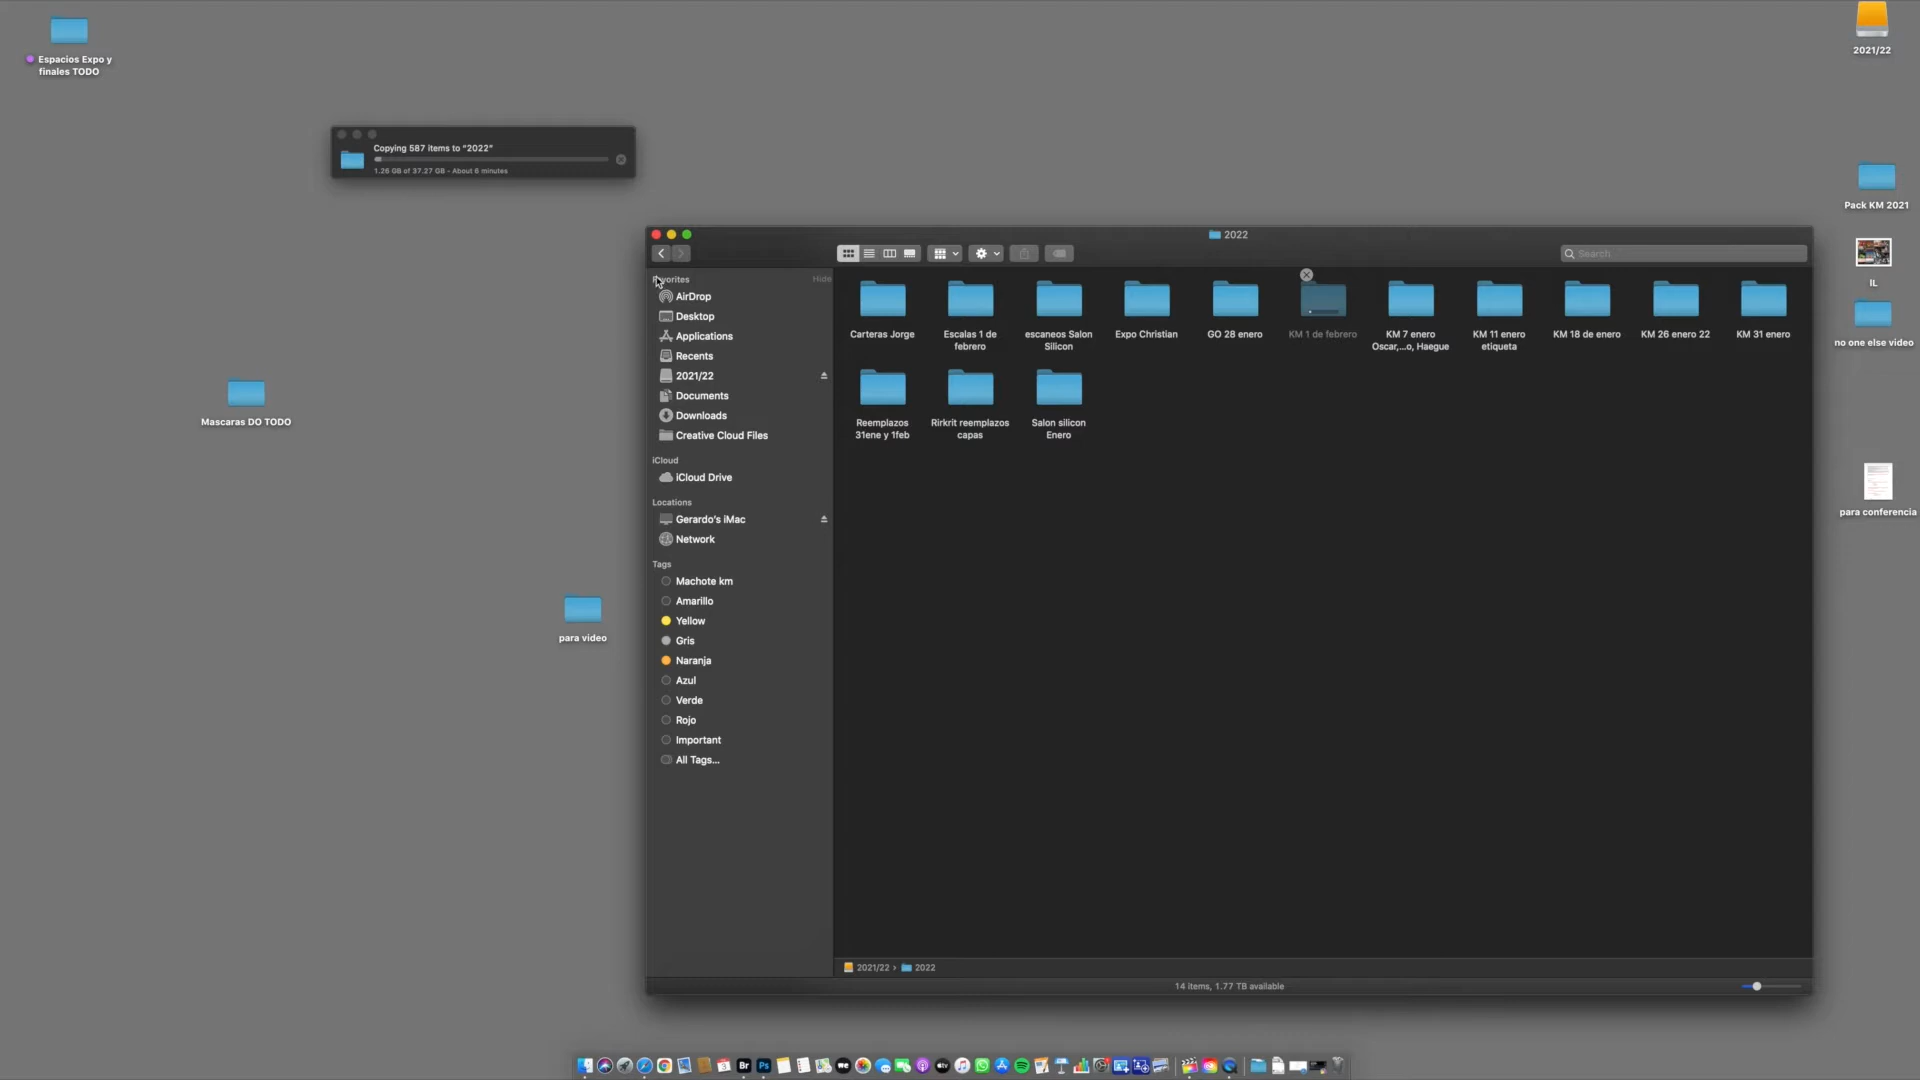 Espacios Expo y
finales TODO
2021/22
Copying 587 items to "2022"
1.26 GB of 37.27 GB - About 6 minutes
Pack KM 2021
IL
no one else video
para conferencia
Mascaras DO TODO
para video
2022
Search
Favorites
Hide
AirDrop
Desktop
Applications
Recents
2021/22
Documents
Downloads
Creative Cloud Files
iCloud
iCloud Drive
Locations
Gerardo's iMac
Network
Tags
Machote km
Amarillo
Yellow
Gris
Naranja
Azul
Verde
Rojo
Important
All Tags...
Carteras Jorge
Escalas 1 de
febrero
escaneos Salon
Silicon
Expo Christian
GO 28 enero
KM 1 de febrero
KM 7 enero
Oscar,...o, Haegue
KM 11 enero
etiqueta
KM 18 de enero
KM 26 enero 22
KM 31 enero
Reemplazos
31ene y 1feb
Rirkrit reemplazos
capas
Salon silicon
Enero
2021/22 › 2022
14 items, 1.77 TB available
Br
Ps